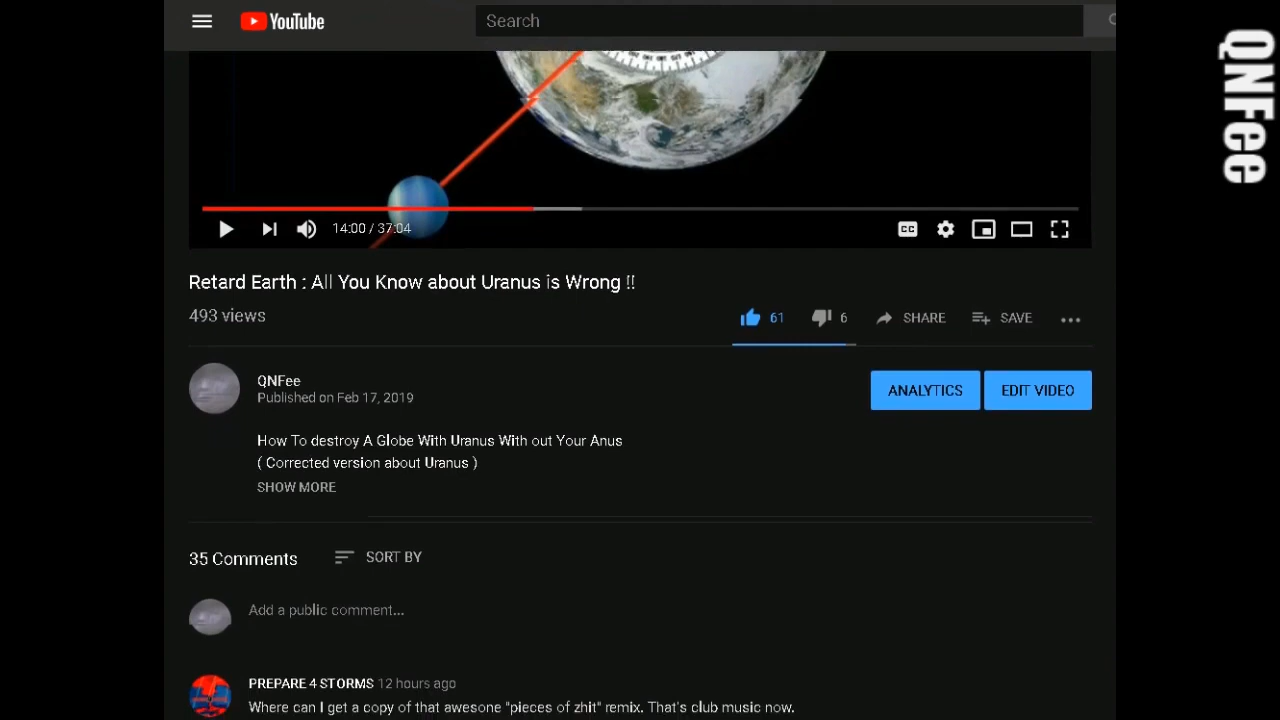 YouTube
Search
QNFee
14:00 / 37:04
CC
Retard Earth : All You Know about Uranus is Wrong !!
493 views
61
6
SHARE
SAVE
QNFee
Published on Feb 17, 2019
ANALYTICS
EDIT VIDEO
How To destroy A Globe With Uranus With out Your Anus
( Corrected version about Uranus )
SHOW MORE
35 Comments
SORT BY
Add a public comment...
PREPARE 4 STORMS 12 hours ago
Where can I get a copy of that awesone "pieces of zhit" remix. That's club music now.